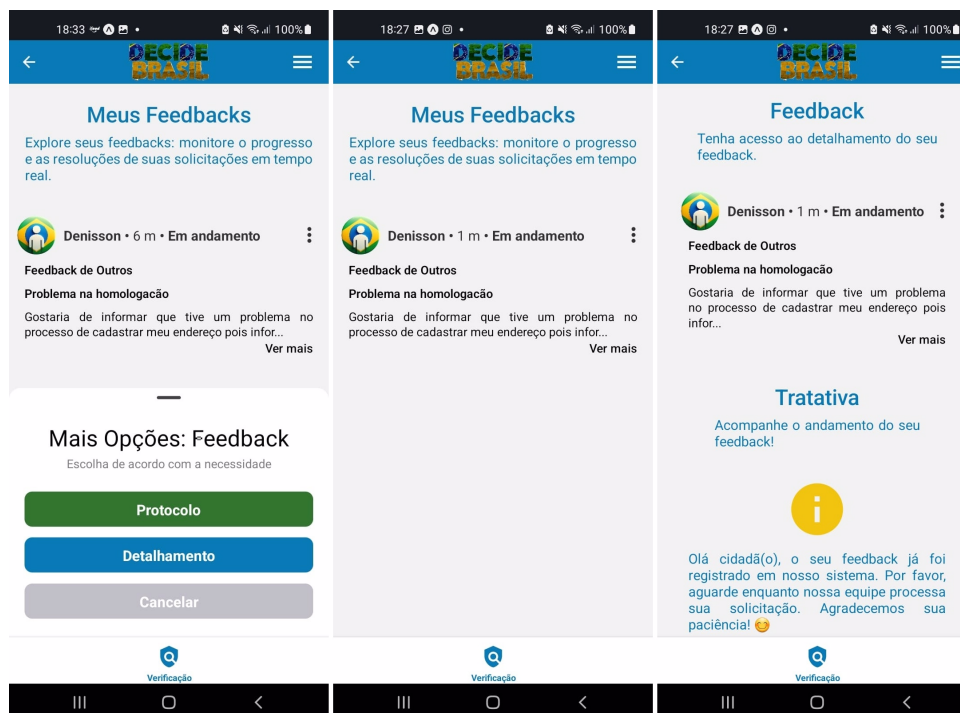 18:33
100%
DECIDE
BRASIL
Meus Feedbacks
Explore seus feedbacks: monitore o progresso
e as resoluções de suas solicitações em tempo
real.
Denisson • 6 m • Em andamento
Feedback de Outros
Problema na homologacão
Gostaria de informar que tive um problema no
processo de cadastrar meu endereço pois infor...
Ver mais
Mais Opções: Feedback
Escolha de acordo com a necessidade
Protocolo
Detalhamento
Cancelar
Verificação
18:27
100%
DECIDE
BRASIL
Meus Feedbacks
Explore seus feedbacks: monitore o progresso
e as resoluções de suas solicitações em tempo
real.
Denisson • 1 m • Em andamento
Feedback de Outros
Problema na homologacão
Gostaria de informar que tive um problema no
processo de cadastrar meu endereço pois infor...
Ver mais
Verificação
18:27
100%
DECIDE
BRASIL
Feedback
Tenha acesso ao detalhamento do seu
feedback.
Denisson • 1 m • Em andamento
Feedback de Outros
Problema na homologacão
Gostaria de informar que tive um problema
no processo de cadastrar meu endereço pois
infor...
Ver mais
Tratativa
Acompanhe o andamento do seu
feedback!
Olá cidadã(o), o seu feedback já foi
registrado em nosso sistema. Por favor,
aguarde enquanto nossa equipe processa
sua solicitação. Agradecemos sua
paciência! 😊
Verificação